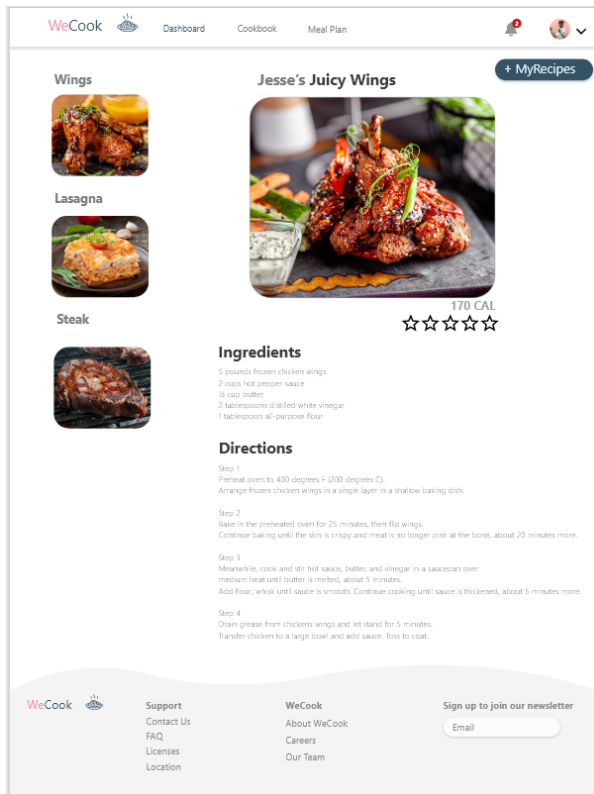 WeCook
Dashboard
Cookbook
Meal Plan
2
+ MyRecipes
Wings
Lasagna
Steak
Jesse's Juicy Wings
170 CAL
Ingredients
5 pounds frozen chicken wings
2 cups hot pepper sauce
½ cup butter
2 tablespoons distilled white vinegar
1 tablespoon all-purpose flour
Directions
Step 1
Preheat oven to 400 degrees F (200 degrees C).
Arrange frozen chicken wings in a single layer in a shallow baking dish.
Step 2
Bake in the preheated oven for 25 minutes, then flip wings.
Continue baking until the skin is crispy and meat is no longer pink at the bone, about 20 minutes more.
Step 3
Meanwhile, cook and stir hot sauce, butter, and vinegar in a saucepan over
medium heat until butter is melted, about 5 minutes.
Add flour; whisk until sauce is smooth. Continue cooking until sauce is thickened, about 5 minutes more.
Step 4
Drain grease from chickens wings and let stand for 5 minutes.
Transfer chicken to a large bowl and add sauce. Toss to coat.
WeCook
Support
Contact Us
FAQ
Licenses
Location
WeCook
About WeCook
Careers
Our Team
Sign up to join our newsletter
Email